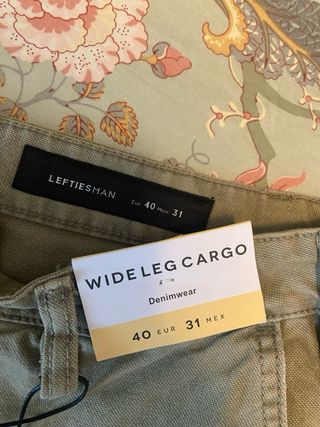 LEFTIESMAN Eur 40 Mex 31
WIDE LEG CARGO
Denimwear
40 EUR 31 MEX